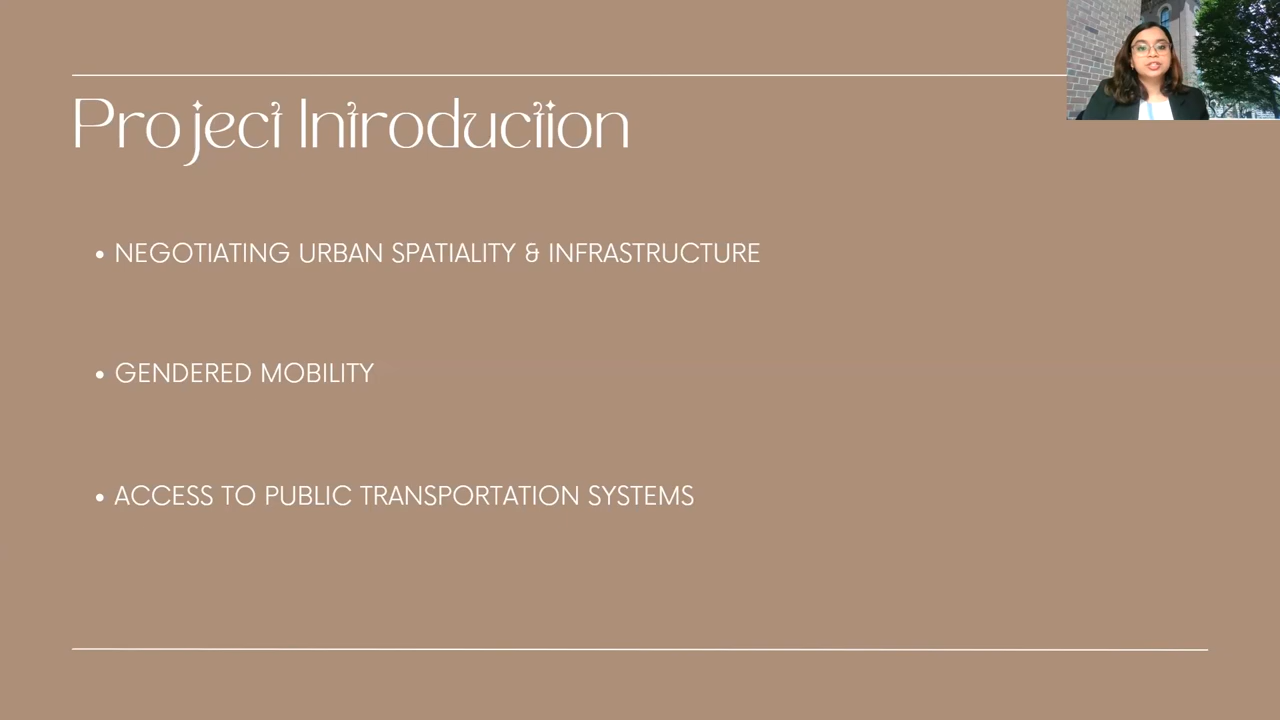 Project Introduction
• NEGOTIATING URBAN SPATIALITY & INFRASTRUCTURE
• GENDERED MOBILITY
• ACCESS TO PUBLIC TRANSPORTATION SYSTEMS